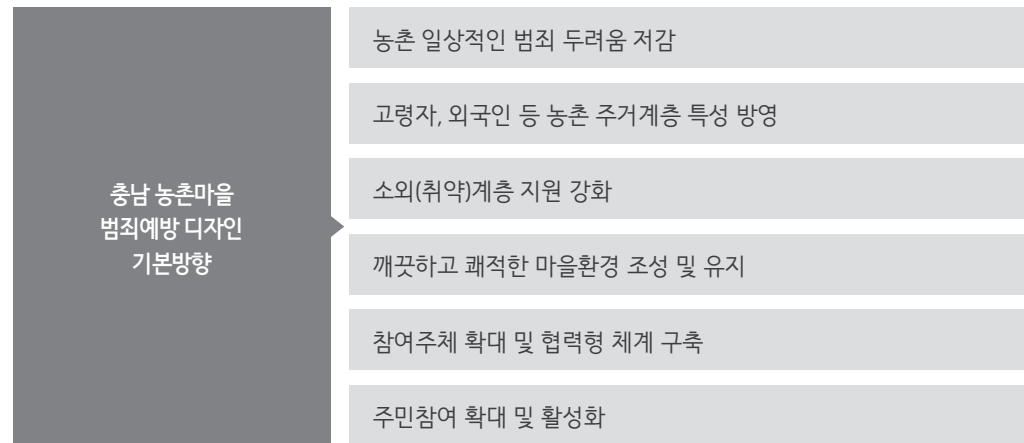 충남 농촌마을
범죄예방 디자인
기본방향
농촌 일상적인 범죄 두려움 저감
고령자, 외국인 등 농촌 주거계층 특성 방영
소외(취약)계층 지원 강화
깨끗하고 쾌적한 마을환경 조성 및 유지
참여주체 확대 및 협력형 체계 구축
주민참여 확대 및 활성화